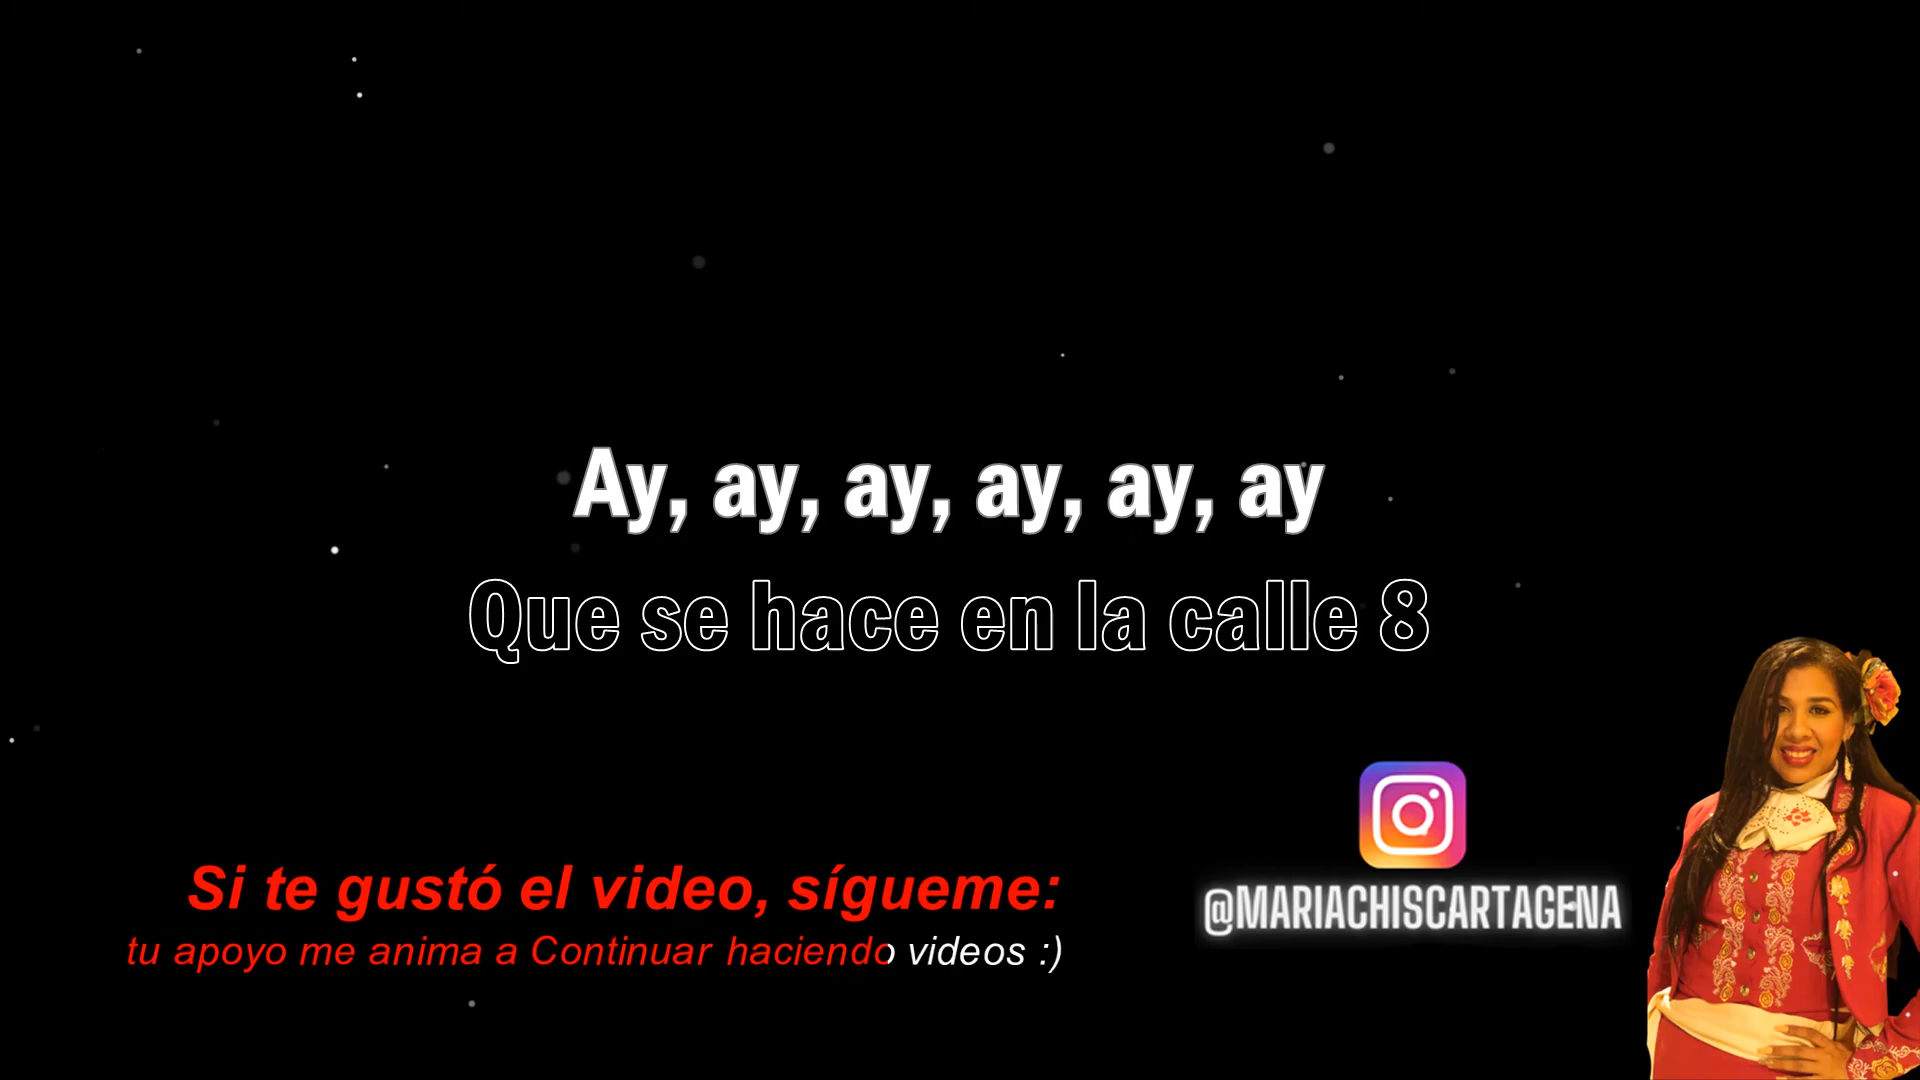 Ay, ay, ay, ay, ay, ay
Que se hace en la calle 8
Si te gustó el video, sígueme:
tu apoyo me anima a Continuar haciendo videos :)
@MARIACHISCARTAGENA